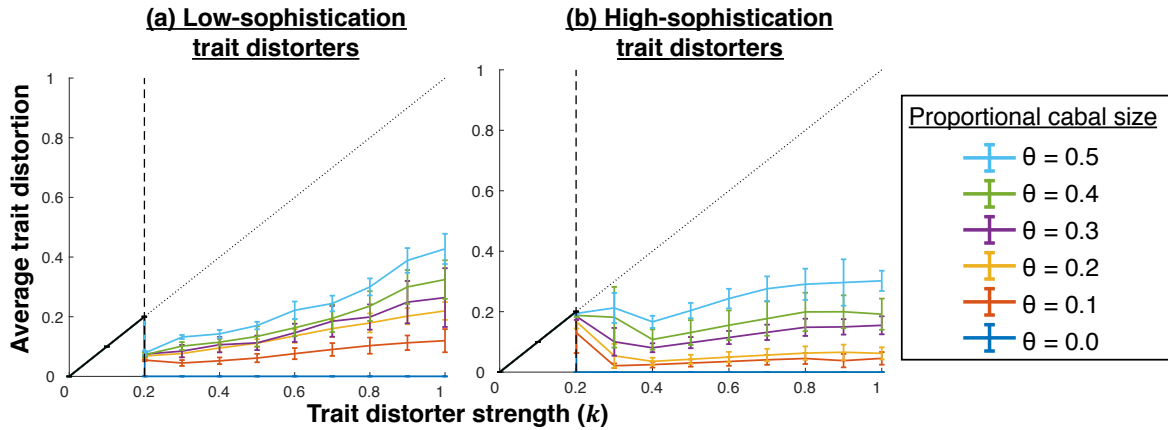 (a) Low-sophistication
trait distorters
(b) High-sophistication
trait distorters
Average trait distortion
1
0.8
0.6
0.4
0.2
0
0
0.2
0.4
0.6
0.8
1
1
0.8
0.6
0.4
0.2
0
0
0.2
0.4
0.6
0.8
1
Trait distorter strength (k)
Proportional cabal size
θ = 0.5
θ = 0.4
θ = 0.3
θ = 0.2
θ = 0.1
θ = 0.0